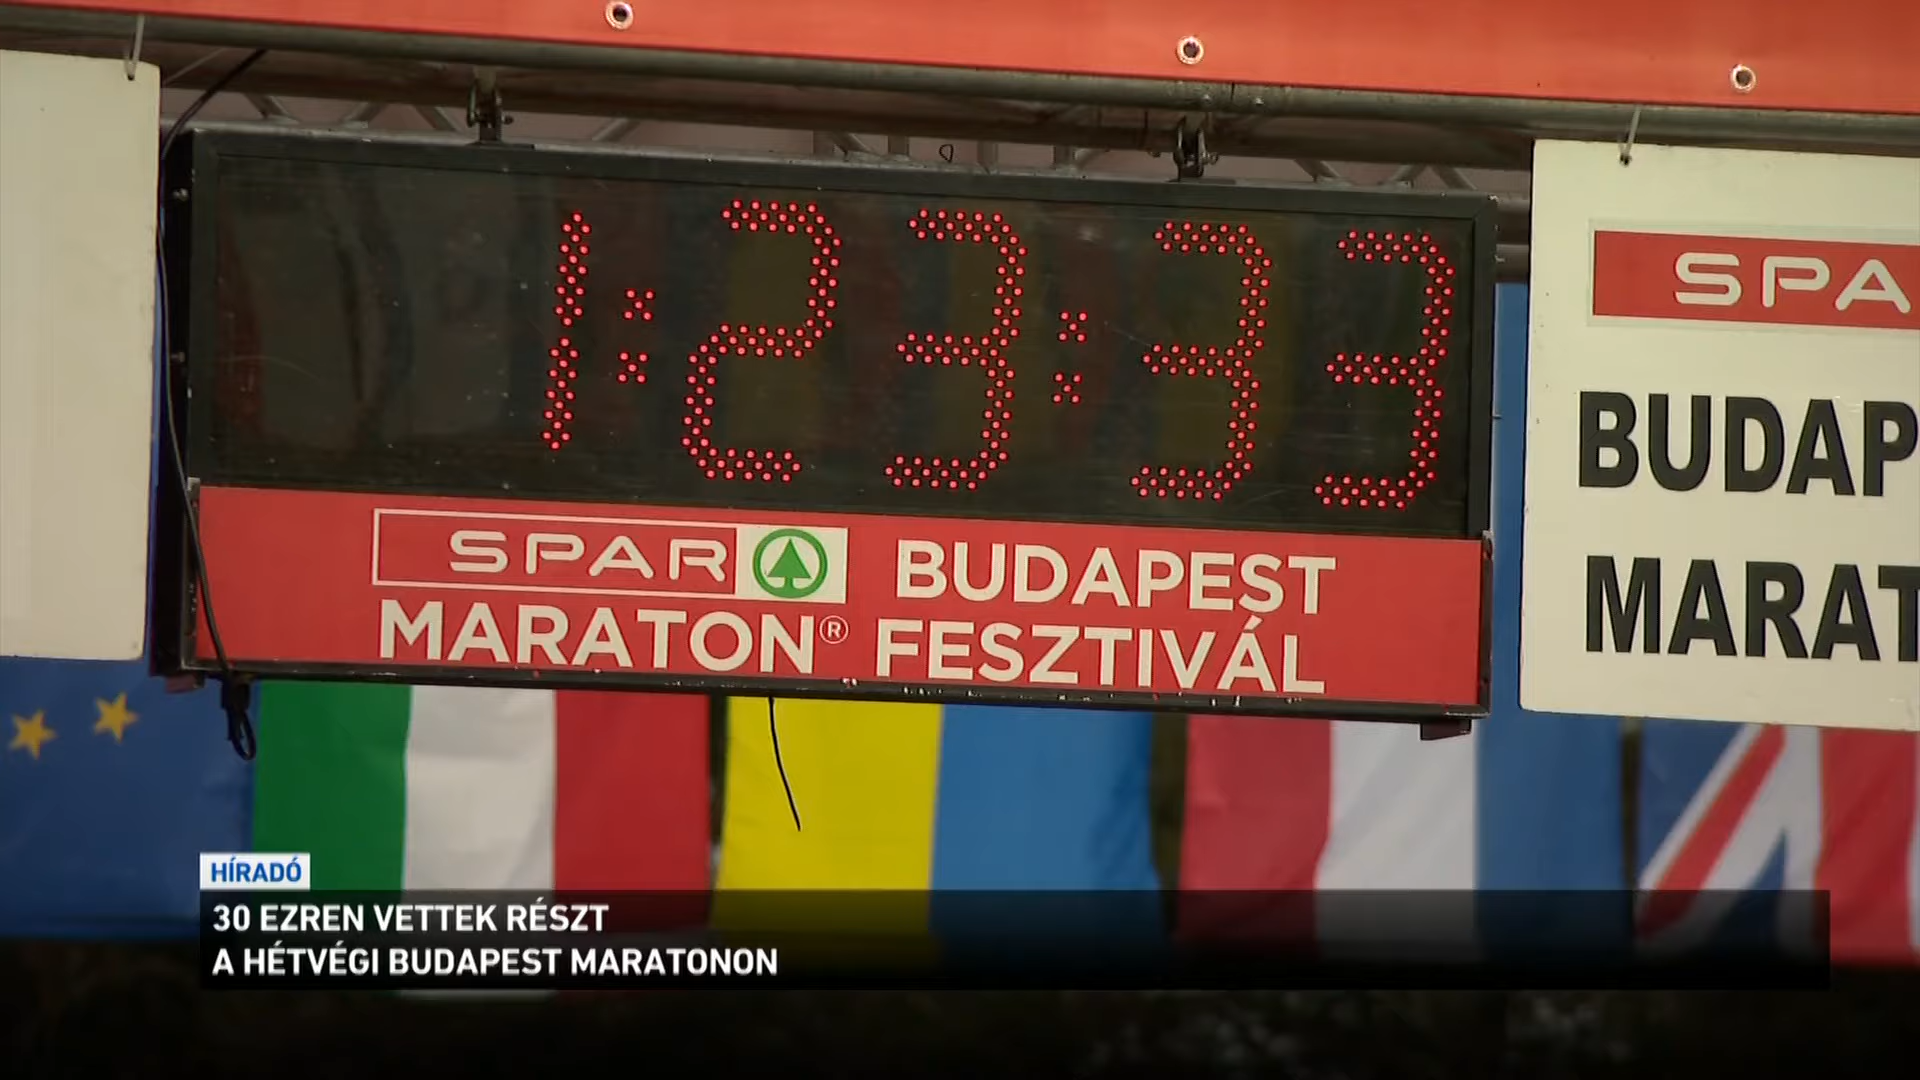 1:23:33
SPAR BUDAPEST
MARATON® FESZTIVÁL
SPA
BUDAP
MARAT
HÍRADÓ
30 EZREN VETTEK RÉSZT
A HÉTVÉGI BUDAPEST MARATONON